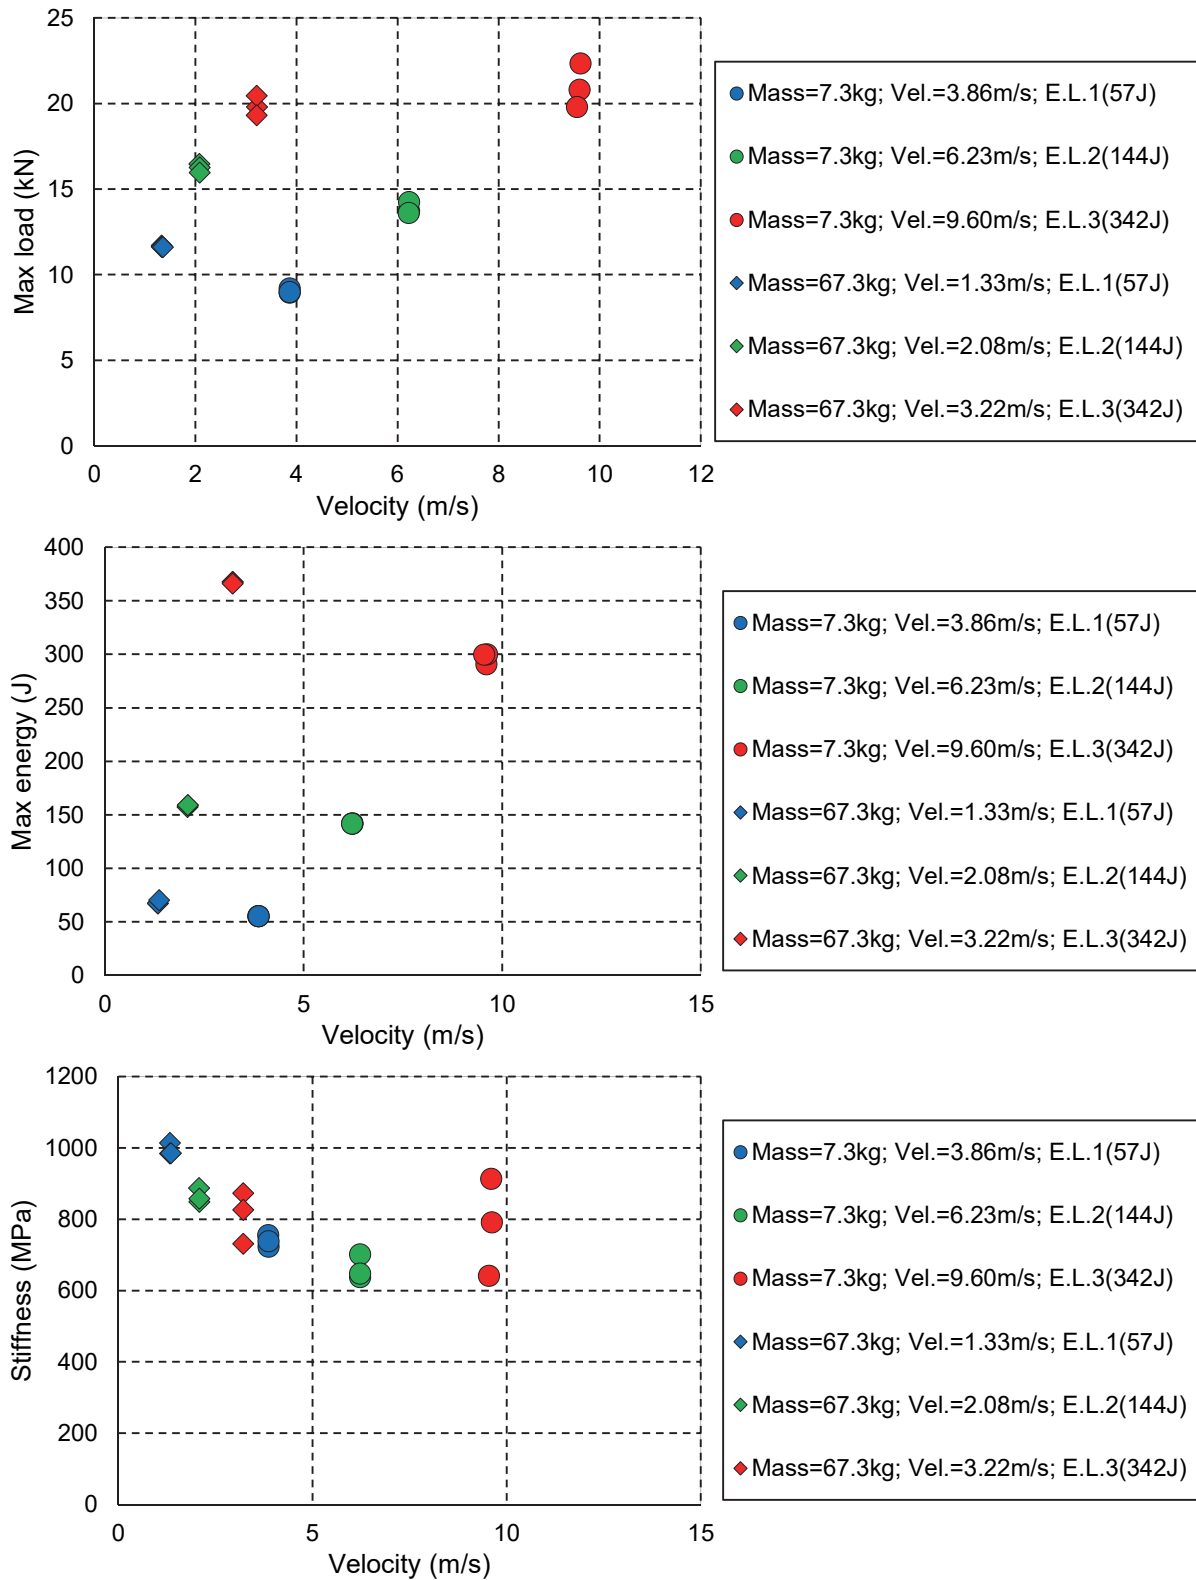 25
20
15
10
5
0
Max load (kN)
0 2 4 6 8 10 12
Velocity (m/s)
Mass=7.3kg; Vel.=3.86m/s; E.L.1(57J)
Mass=7.3kg; Vel.=6.23m/s; E.L.2(144J)
Mass=7.3kg; Vel.=9.60m/s; E.L.3(342J)
Mass=67.3kg; Vel.=1.33m/s; E.L.1(57J)
Mass=67.3kg; Vel.=2.08m/s; E.L.2(144J)
Mass=67.3kg; Vel.=3.22m/s; E.L.3(342J)
400
350
300
250
200
150
100
50
0
Max energy (J)
0 5 10 15
Velocity (m/s)
Mass=7.3kg; Vel.=3.86m/s; E.L.1(57J)
Mass=7.3kg; Vel.=6.23m/s; E.L.2(144J)
Mass=7.3kg; Vel.=9.60m/s; E.L.3(342J)
Mass=67.3kg; Vel.=1.33m/s; E.L.1(57J)
Mass=67.3kg; Vel.=2.08m/s; E.L.2(144J)
Mass=67.3kg; Vel.=3.22m/s; E.L.3(342J)
1200
1000
800
600
400
200
0
Stiffness (MPa)
0 5 10 15
Velocity (m/s)
Mass=7.3kg; Vel.=3.86m/s; E.L.1(57J)
Mass=7.3kg; Vel.=6.23m/s; E.L.2(144J)
Mass=7.3kg; Vel.=9.60m/s; E.L.3(342J)
Mass=67.3kg; Vel.=1.33m/s; E.L.1(57J)
Mass=67.3kg; Vel.=2.08m/s; E.L.2(144J)
Mass=67.3kg; Vel.=3.22m/s; E.L.3(342J)